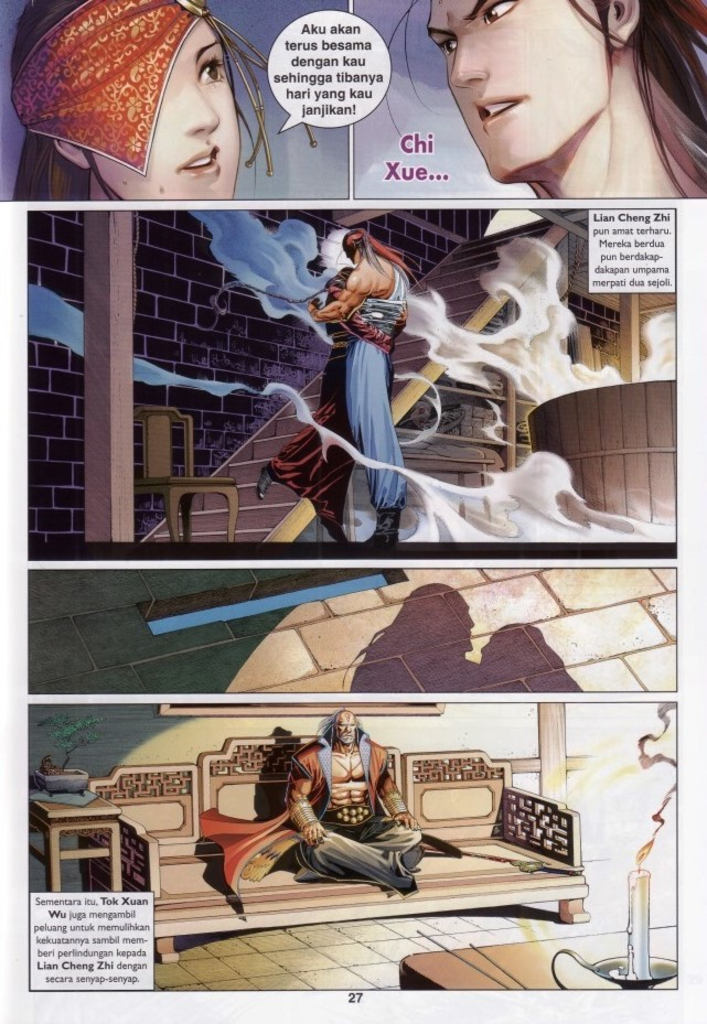 Aku akan
terus besama
dengan kau
sehingga tibanya
hari yang kau
janjikan!
Chi
Xue...
Lian Cheng Zhi
pun amat terharu.
Mereka berdua
pun berdakap-
dakapan umpama
merpati dua sejoli.
Sementara itu, Tok Xuan
Wu juga mengambil
peluang untuk memulihkan
kekuatannya sambil mem-
beri perlindungan kepada
Lian Cheng Zhi dengan
secara senyap-senyap.
27